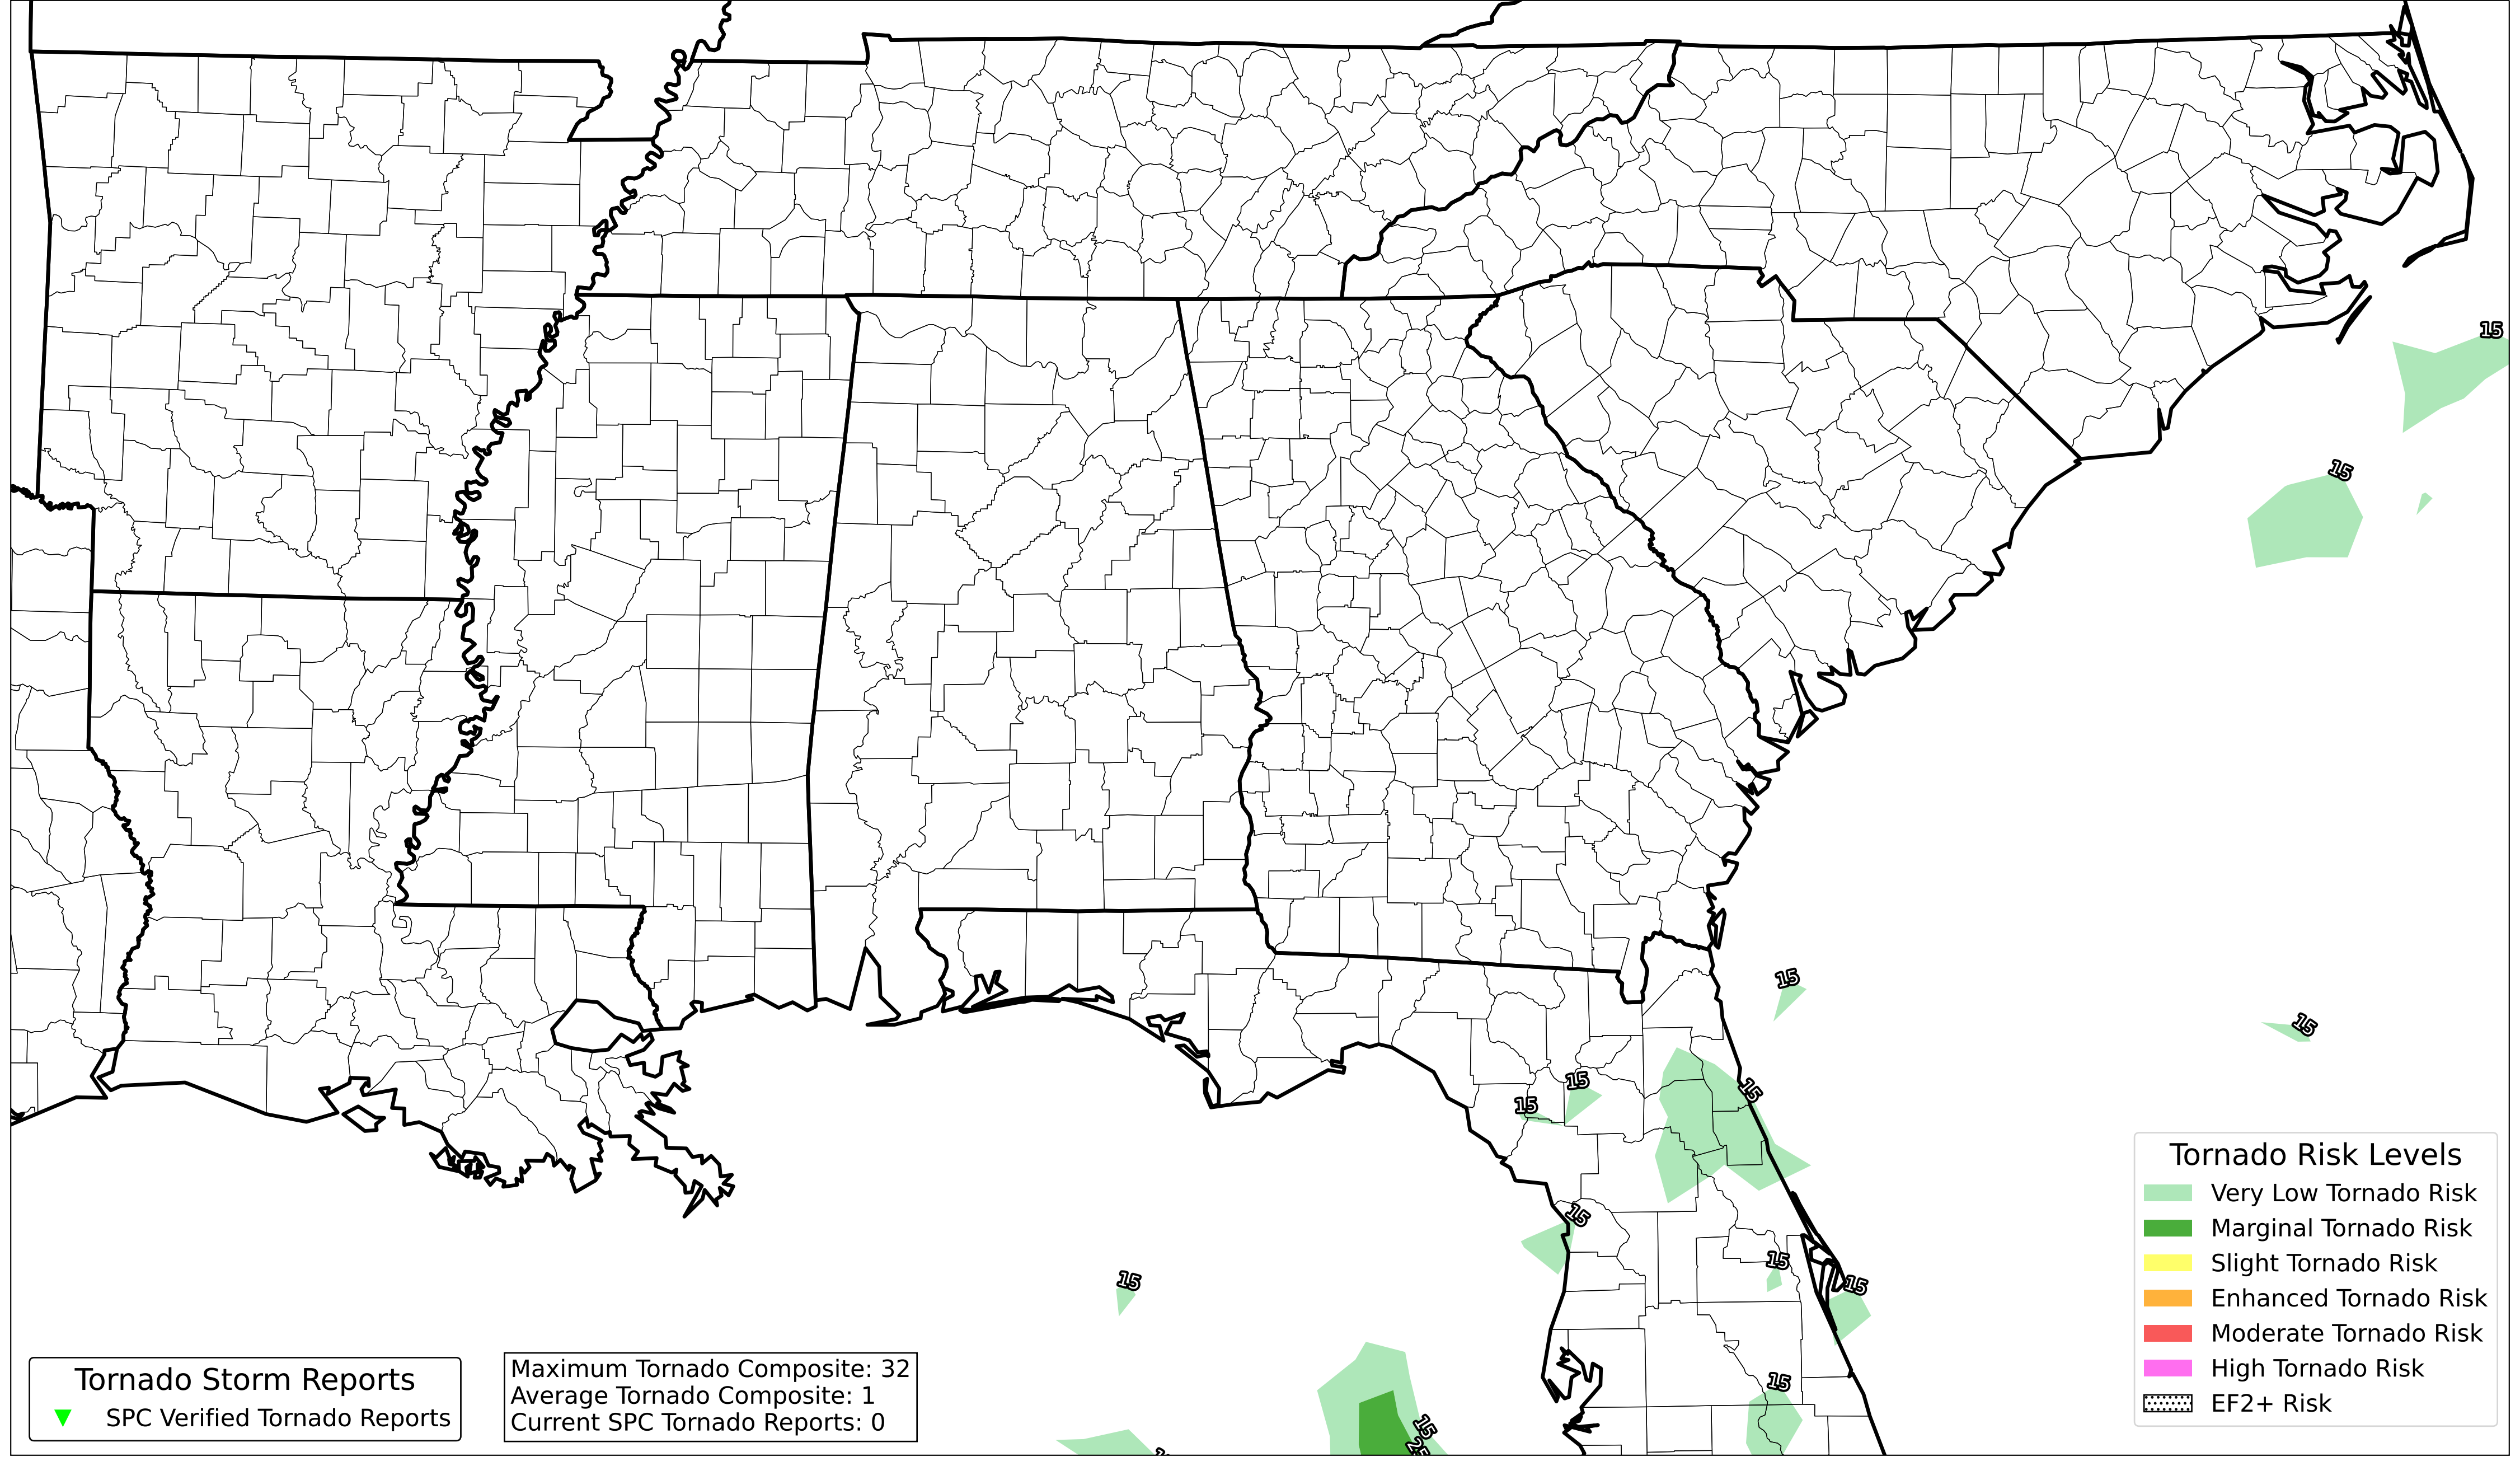 15
15
15
15
15
15
15
15
15
15
15
15
15
25
Tornado Risk Levels
Very Low Tornado Risk
Marginal Tornado Risk
Slight Tornado Risk
Enhanced Tornado Risk
Moderate Tornado Risk
High Tornado Risk
EF2+ Risk
Tornado Storm Reports
SPC Verified Tornado Reports
Maximum Tornado Composite: 32
Average Tornado Composite: 1
Current SPC Tornado Reports: 0